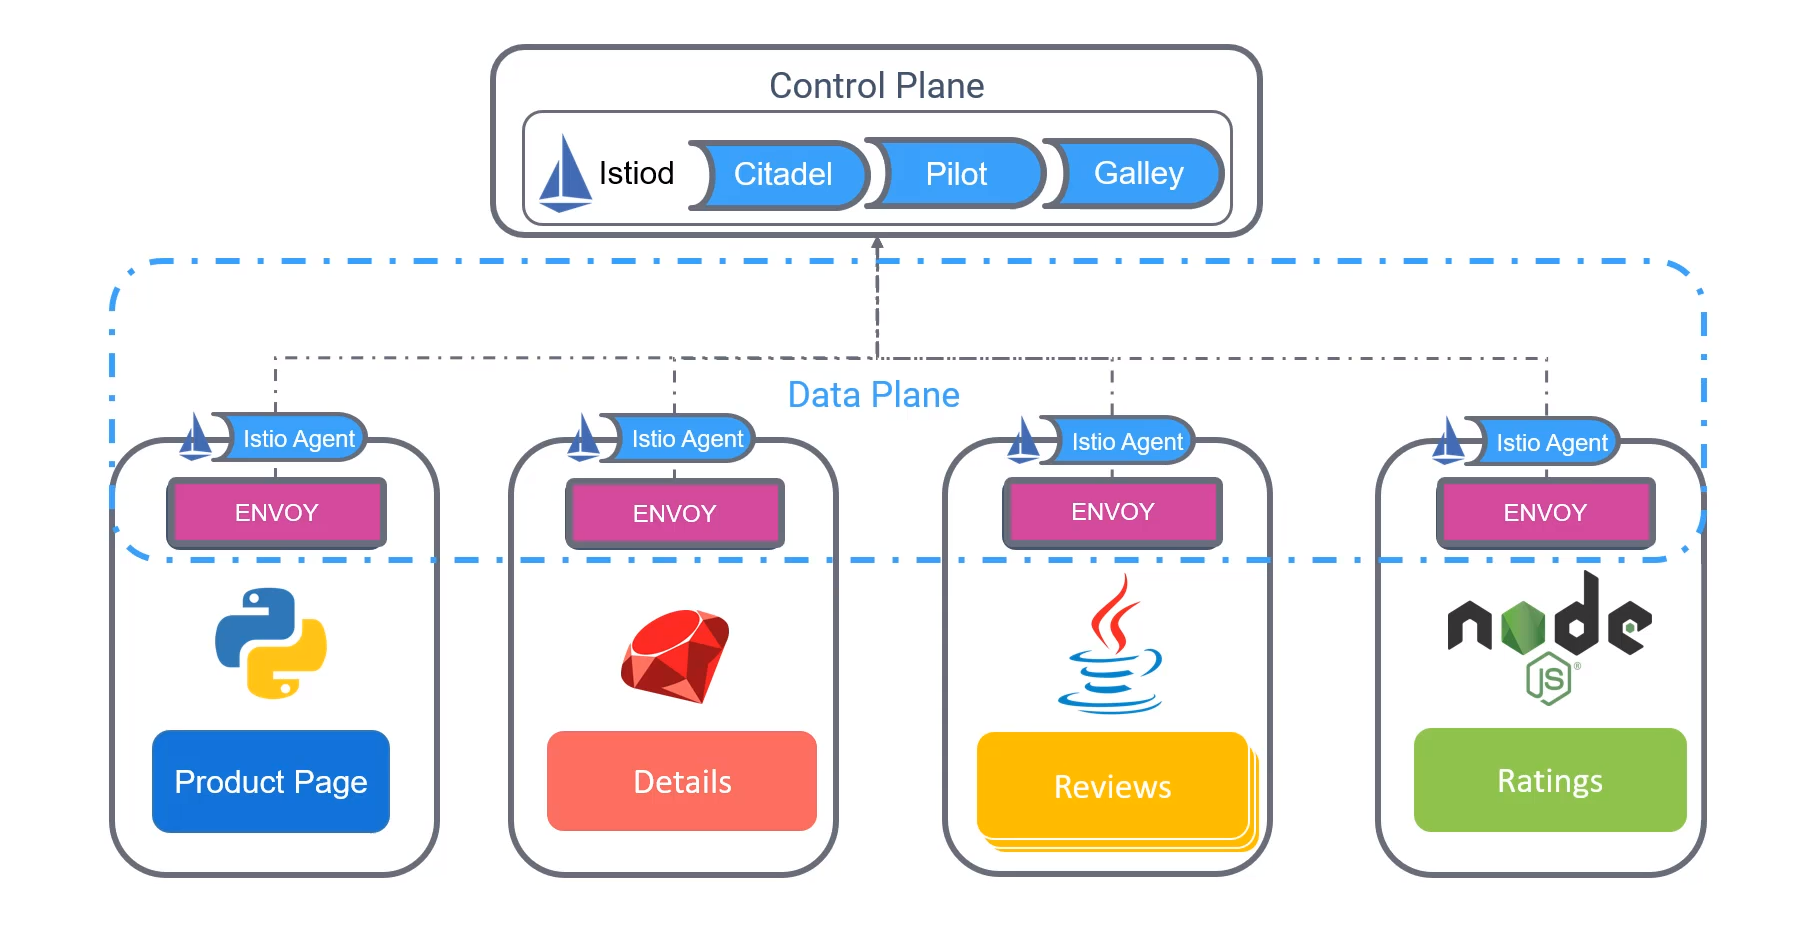 Control Plane
Istiod
Citadel
Pilot
Galley
Data Plane
Istio Agent
Istio Agent
Istio Agent
Istio Agent
ENVOY
ENVOY
ENVOY
ENVOY
node
JS®
Product Page
Details
Reviews
Ratings